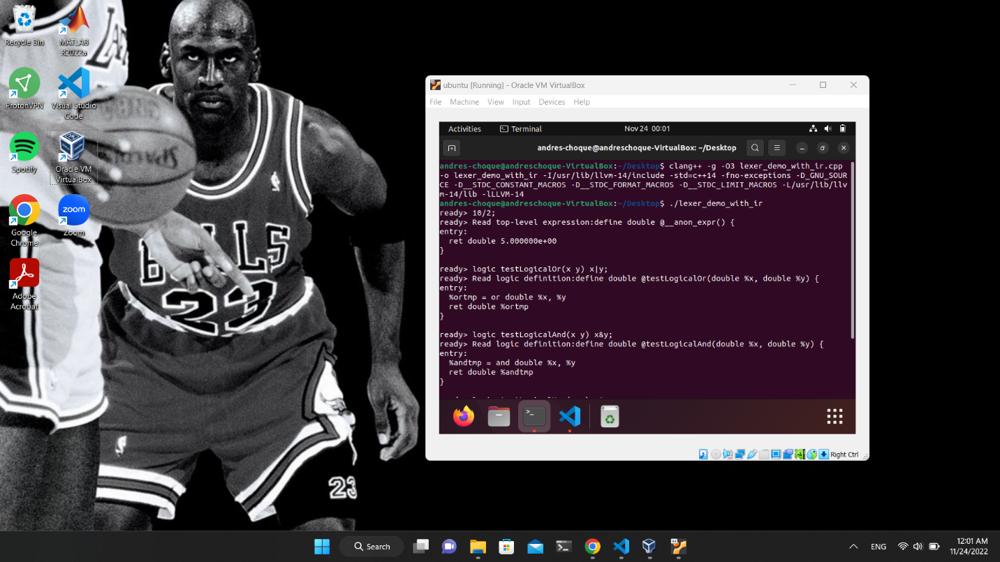 Recycle Bin
MATLAB
R2022a
ProtonVPN
Visual Studio
Code
Spotify
Oracle VM
VirtualBox
Google
Chrome
zoom
Zoom
Adobe
Acrobat
BULLS
23
SPALDING
23
ubuntu [Running] - Oracle VM VirtualBox
File Machine View Input Devices Help
Activities Terminal Nov 24 00:01
andres-choque@andreschoque-VirtualBox: ~/Desktop
andres-choque@andreschoque-VirtualBox:~/Desktop$ clang++ -g -O3 lexer_demo_with_ir.cpp
-o lexer_demo_with_ir -I/usr/lib/llvm-14/include -std=c++14 -fno-exceptions -D_GNU_SOUR
CE -D__STDC_CONSTANT_MACROS -D__STDC_FORMAT_MACROS -D__STDC_LIMIT_MACROS -L/usr/lib/llv
m-14/lib -lLLVM-14
andres-choque@andreschoque-VirtualBox:~/Desktop$ ./lexer_demo_with_ir
ready> 10/2;
ready> Read top-level expression:define double @__anon_expr() {
entry:
  ret double 5.000000e+00
}
ready> logic testLogicalOr(x y) x|y;
ready> Read logic definition:define double @testLogicalOr(double %x, double %y) {
entry:
  %ortmp = or double %x, %y
  ret double %ortmp
}
ready> logic testLogicalAnd(x y) x&y;
ready> Read logic definition:define double @testLogicalAnd(double %x, double %y) {
entry:
  %andtmp = and double %x, %y
  ret double %andtmp
}
Right Ctrl
Search
ENG
12:01 AM
11/24/2022